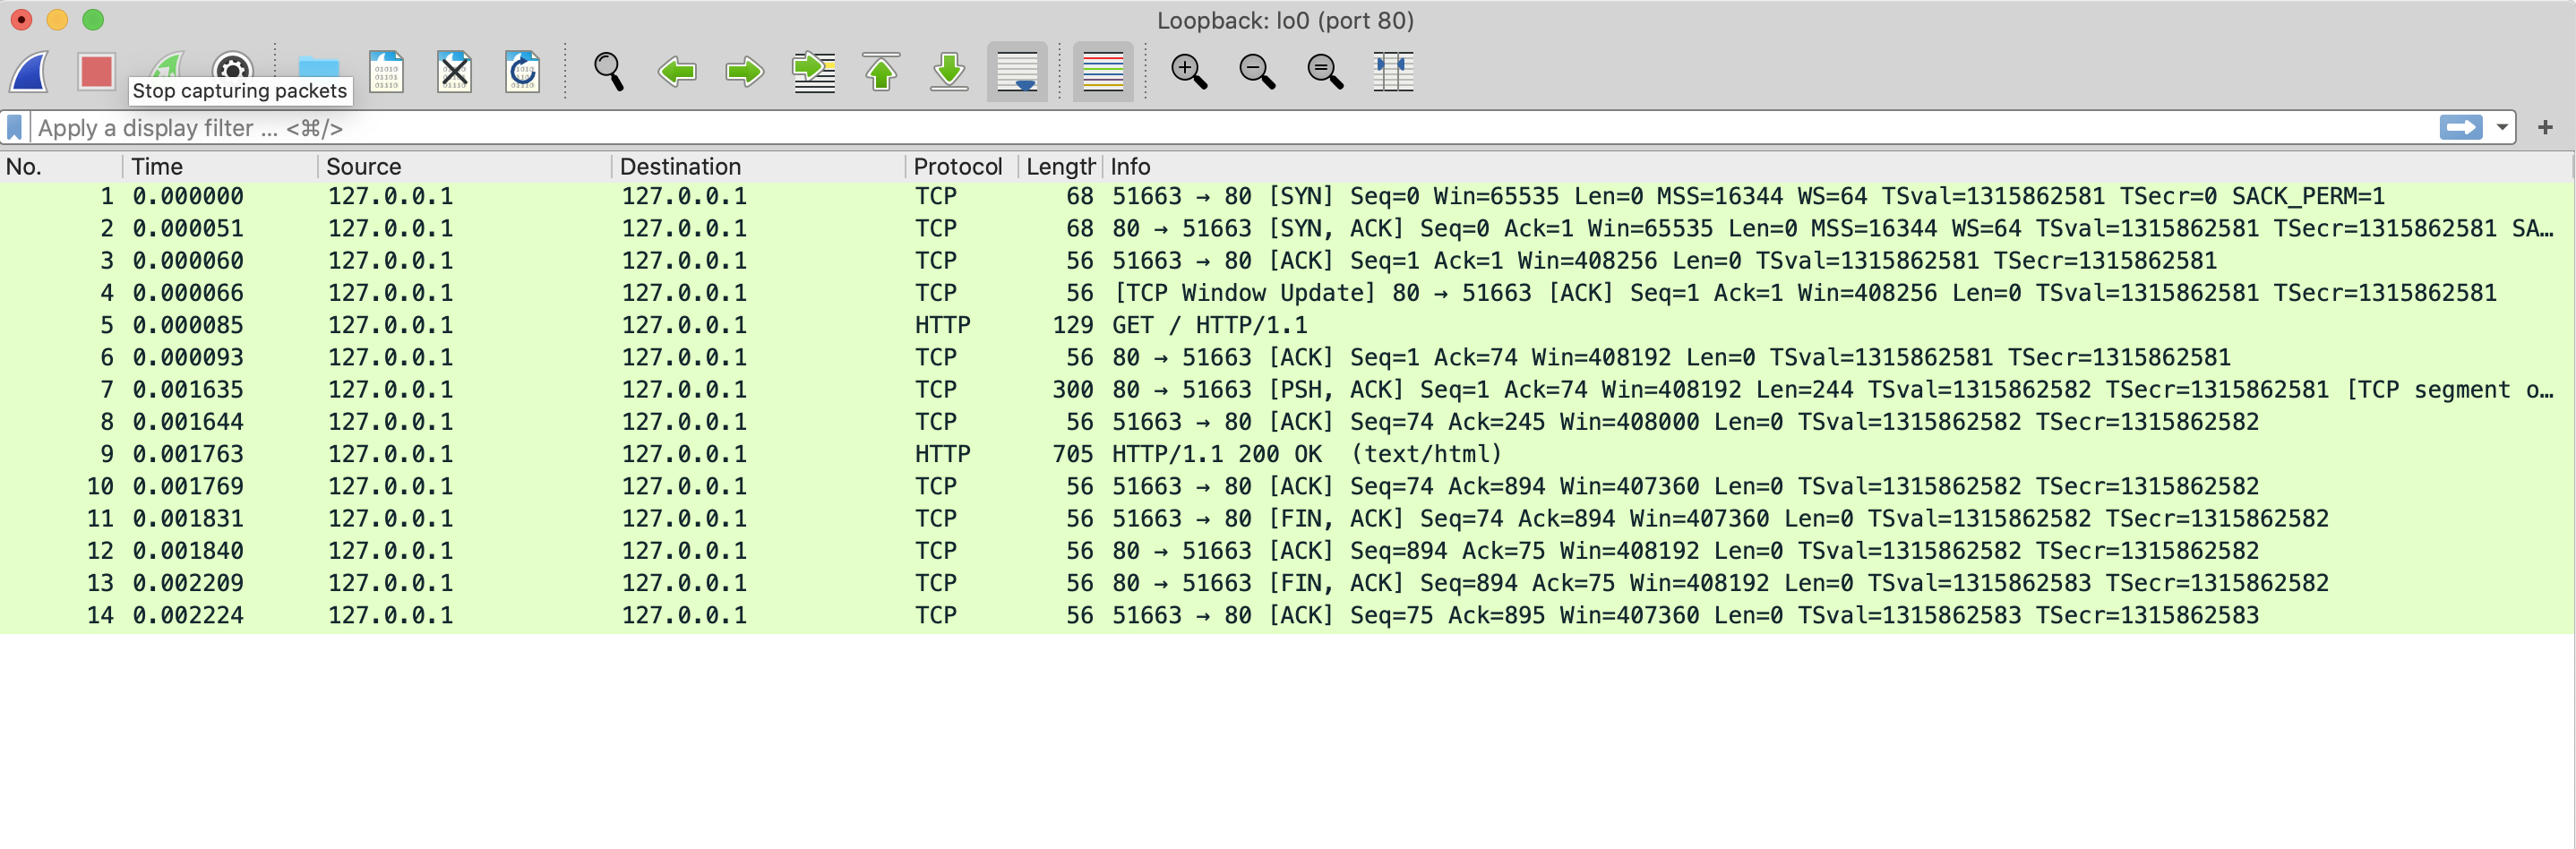 Loopback: lo0 (port 80)
Stop capturing packets
Apply a display filter … <⌘/>
No. Time Source Destination Protocol Length Info
1 0.000000 127.0.0.1 127.0.0.1 TCP 68 51663 → 80 [SYN] Seq=0 Win=65535 Len=0 MSS=16344 WS=64 TSval=1315862581 TSecr=0 SACK_PERM=1
2 0.000051 127.0.0.1 127.0.0.1 TCP 68 80 → 51663 [SYN, ACK] Seq=0 Ack=1 Win=65535 Len=0 MSS=16344 WS=64 TSval=1315862581 TSecr=1315862581 SA…
3 0.000060 127.0.0.1 127.0.0.1 TCP 56 51663 → 80 [ACK] Seq=1 Ack=1 Win=408256 Len=0 TSval=1315862581 TSecr=1315862581
4 0.000066 127.0.0.1 127.0.0.1 TCP 56 [TCP Window Update] 80 → 51663 [ACK] Seq=1 Ack=1 Win=408256 Len=0 TSval=1315862581 TSecr=1315862581
5 0.000085 127.0.0.1 127.0.0.1 HTTP 129 GET / HTTP/1.1
6 0.000093 127.0.0.1 127.0.0.1 TCP 56 80 → 51663 [ACK] Seq=1 Ack=74 Win=408192 Len=0 TSval=1315862581 TSecr=1315862581
7 0.001635 127.0.0.1 127.0.0.1 TCP 300 80 → 51663 [PSH, ACK] Seq=1 Ack=74 Win=408192 Len=244 TSval=1315862582 TSecr=1315862581 [TCP segment o…
8 0.001644 127.0.0.1 127.0.0.1 TCP 56 51663 → 80 [ACK] Seq=74 Ack=245 Win=408000 Len=0 TSval=1315862582 TSecr=1315862582
9 0.001763 127.0.0.1 127.0.0.1 HTTP 705 HTTP/1.1 200 OK  (text/html)
10 0.001769 127.0.0.1 127.0.0.1 TCP 56 51663 → 80 [ACK] Seq=74 Ack=894 Win=407360 Len=0 TSval=1315862582 TSecr=1315862582
11 0.001831 127.0.0.1 127.0.0.1 TCP 56 51663 → 80 [FIN, ACK] Seq=74 Ack=894 Win=407360 Len=0 TSval=1315862582 TSecr=1315862582
12 0.001840 127.0.0.1 127.0.0.1 TCP 56 80 → 51663 [ACK] Seq=894 Ack=75 Win=408192 Len=0 TSval=1315862582 TSecr=1315862582
13 0.002209 127.0.0.1 127.0.0.1 TCP 56 80 → 51663 [FIN, ACK] Seq=894 Ack=75 Win=408192 Len=0 TSval=1315862583 TSecr=1315862582
14 0.002224 127.0.0.1 127.0.0.1 TCP 56 51663 → 80 [ACK] Seq=75 Ack=895 Win=407360 Len=0 TSval=1315862583 TSecr=1315862583